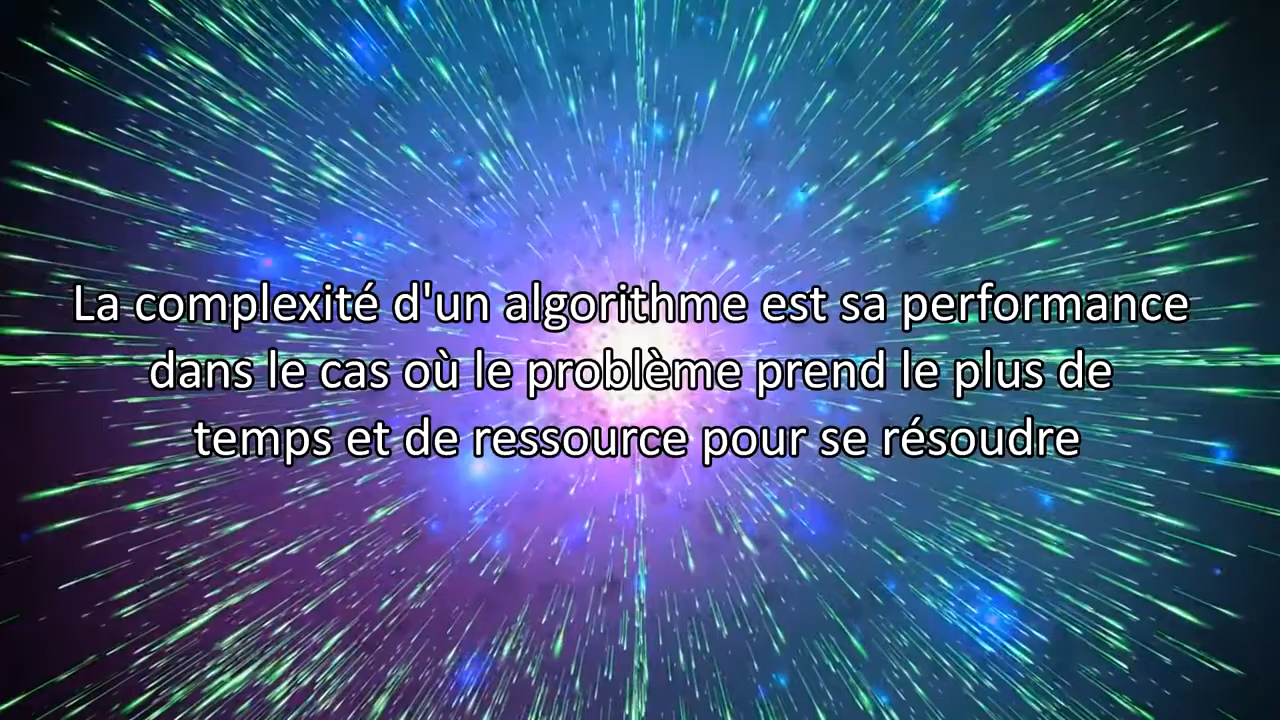 La complexité d'un algorithme est sa performance
dans le cas où le problème prend le plus de
temps et de ressource pour se résoudre